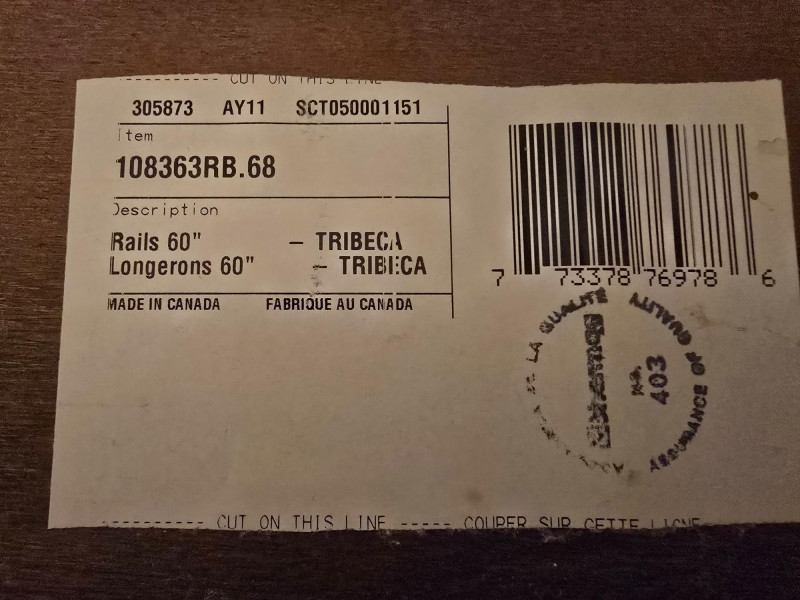 ---------- CUT ON THIS LINE
305873 AY11 SCT050001151
Item
108363RB.68
Description
Rails 60" – TRIBECA
Longerons 60" – TRIBECA
MADE IN CANADA FABRIQUE AU CANADA
7 73378 76978 6
LA QUALITÉ
ASSURANCE OF QUALITY
NO.
403
---------- CUT ON THIS LINE ----- COUPER SUR CETTE LIGNE